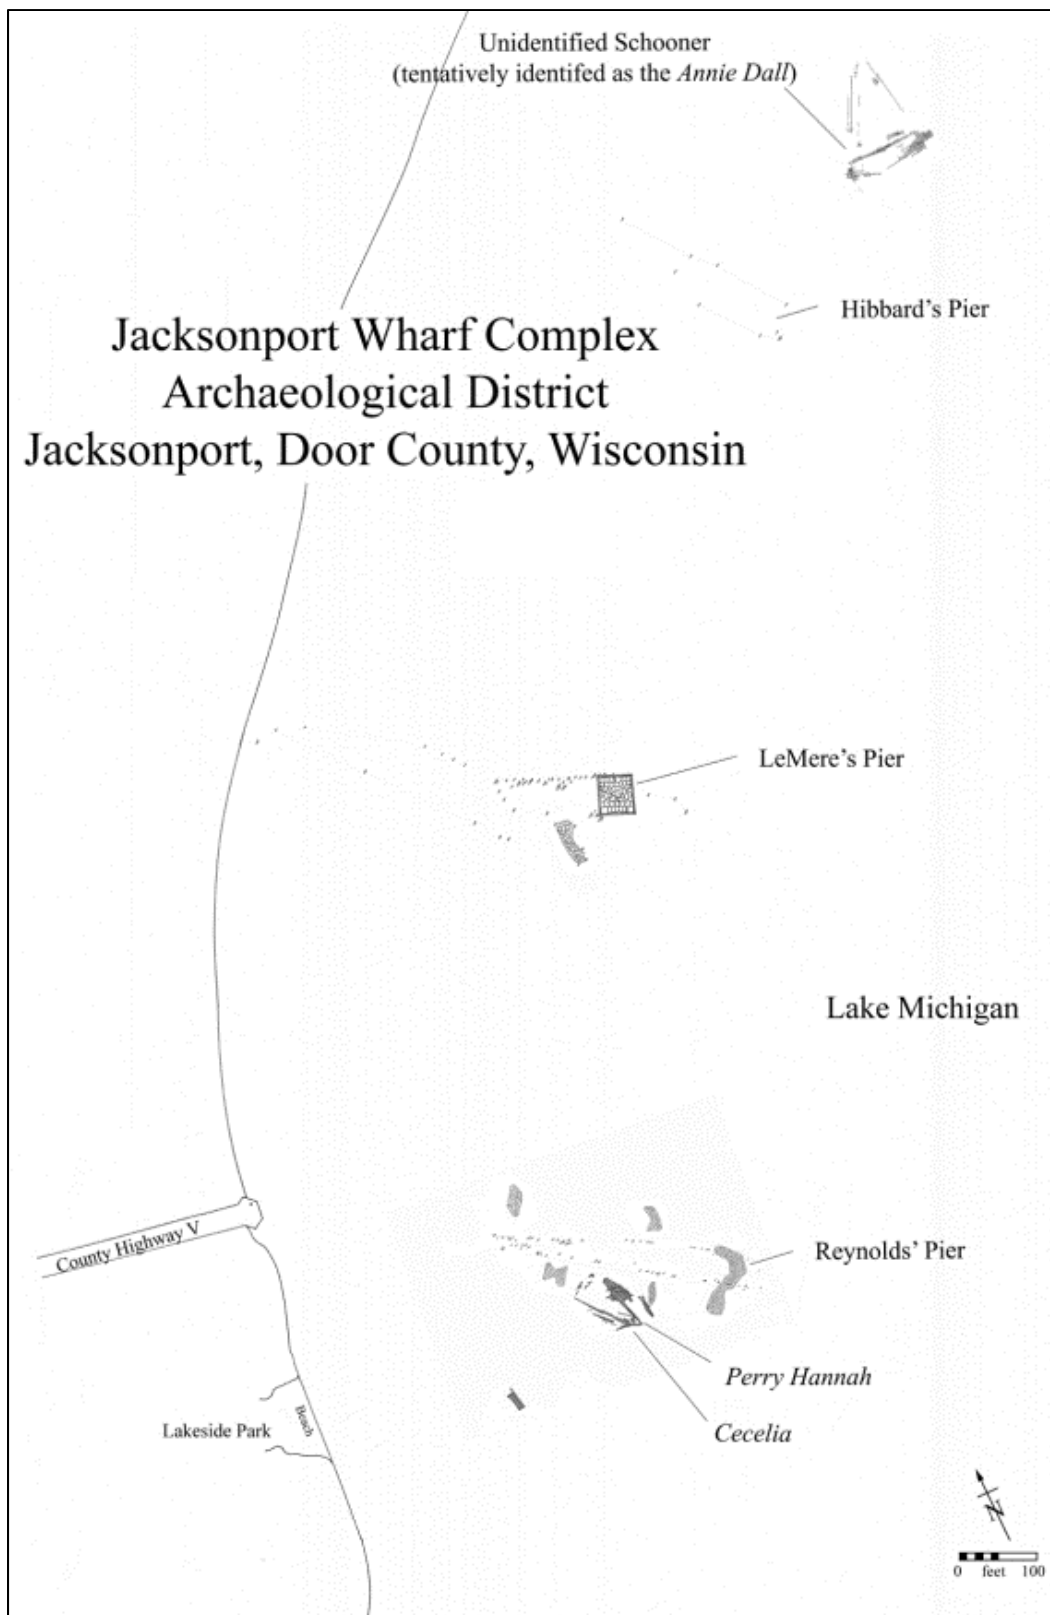 Unidentified Schooner
(tentatively identifed as the Annie Dall)
Hibbard's Pier
Jacksonport Wharf Complex
Archaeological District
Jacksonport, Door County, Wisconsin
LeMere's Pier
Lake Michigan
County Highway V
Reynolds' Pier
Perry Hannah
Cecelia
Beach
Lakeside Park
N
0 feet 100